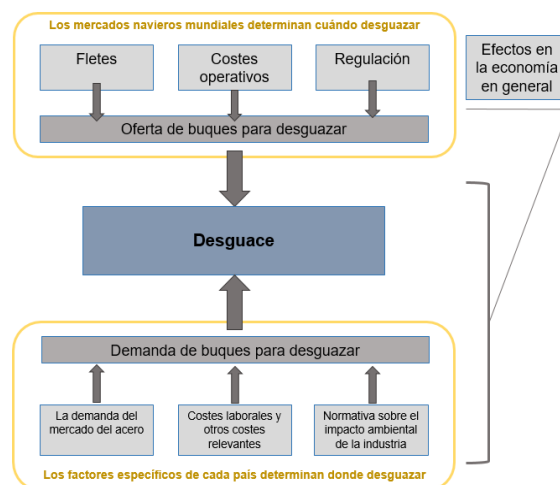 Los mercados navieros mundiales determinan cuándo desguazar
Fletes
Costes
operativos
Regulación
Efectos en
la economía
en general
Oferta de buques para desguazar
Desguace
Demanda de buques para desguazar
La demanda del
mercado del acero
Costes laborales y
otros costes
relevantes
Normativa sobre el
impacto ambiental
de la industria
Los factores específicos de cada país determinan donde desguazar